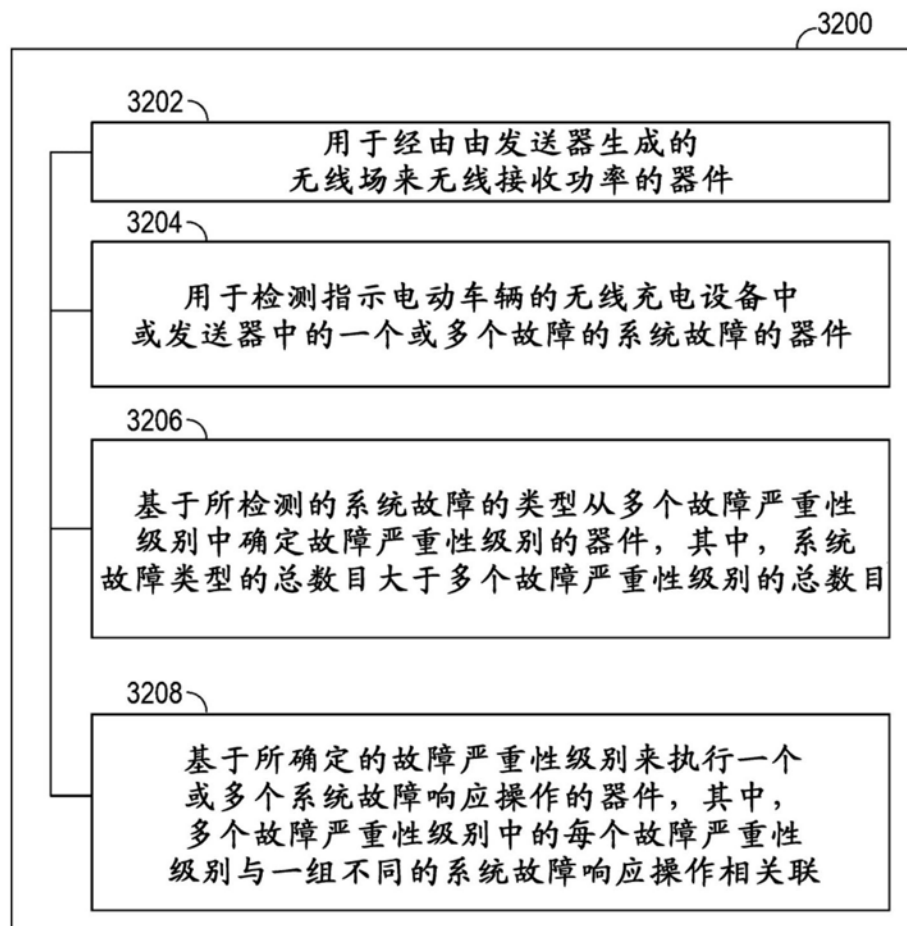 3200
3202
用于经由由发送器生成的
无线场来无线接收功率的器件
3204
用于检测指示电动车辆的无线充电设备中
或发送器中的一个或多个故障的系统故障的器件
3206
基于所检测的系统故障的类型从多个故障严重性
级别中确定故障严重性级别的器件，其中，系统
故障类型的总数目大于多个故障严重性级别的总数目
3208
基于所确定的故障严重性级别来执行一个
或多个系统故障响应操作的器件，其中，
多个故障严重性级别中的每个故障严重性
级别与一组不同的系统故障响应操作相关联